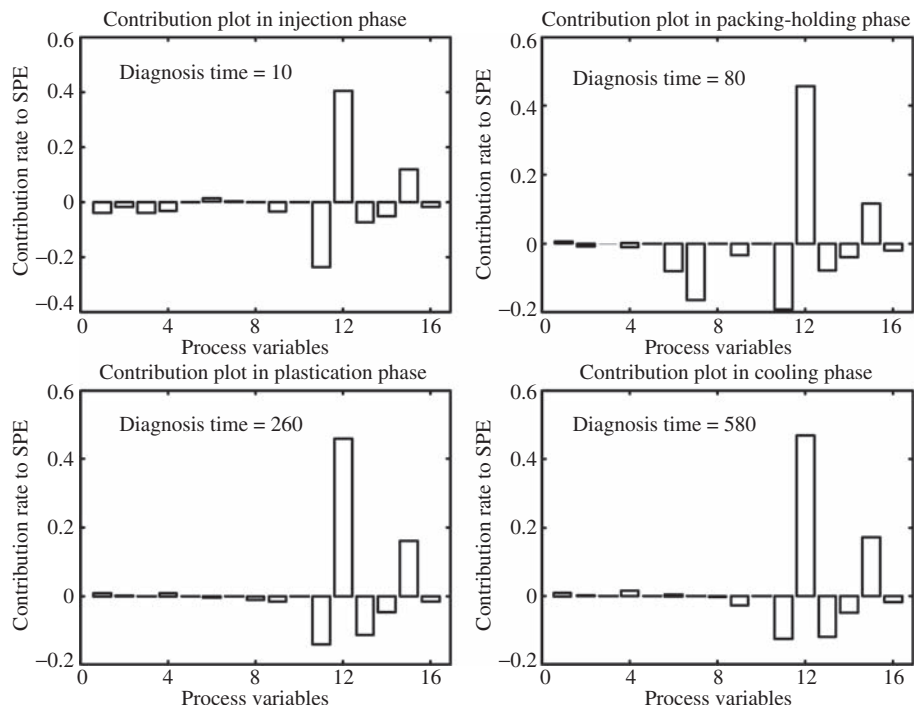 Contribution plot in injection phase
Contribution rate to SPE
0.6
0.4
0.2
0
−0.2
−0.4
Diagnosis time = 10
0 4 8 12 16
Process variables
Contribution plot in packing-holding phase
Contribution rate to SPE
0.6
0.4
0.2
0
−0.2
Diagnosis time = 80
0 4 8 12 16
Process variables
Contribution plot in plastication phase
Contribution rate to SPE
0.6
0.4
0.2
0
−0.2
Diagnosis time = 260
0 4 8 12 16
Process variables
Contribution plot in cooling phase
Contribution rate to SPE
0.6
0.4
0.2
0
−0.2
Diagnosis time = 580
0 4 8 12 16
Process variables